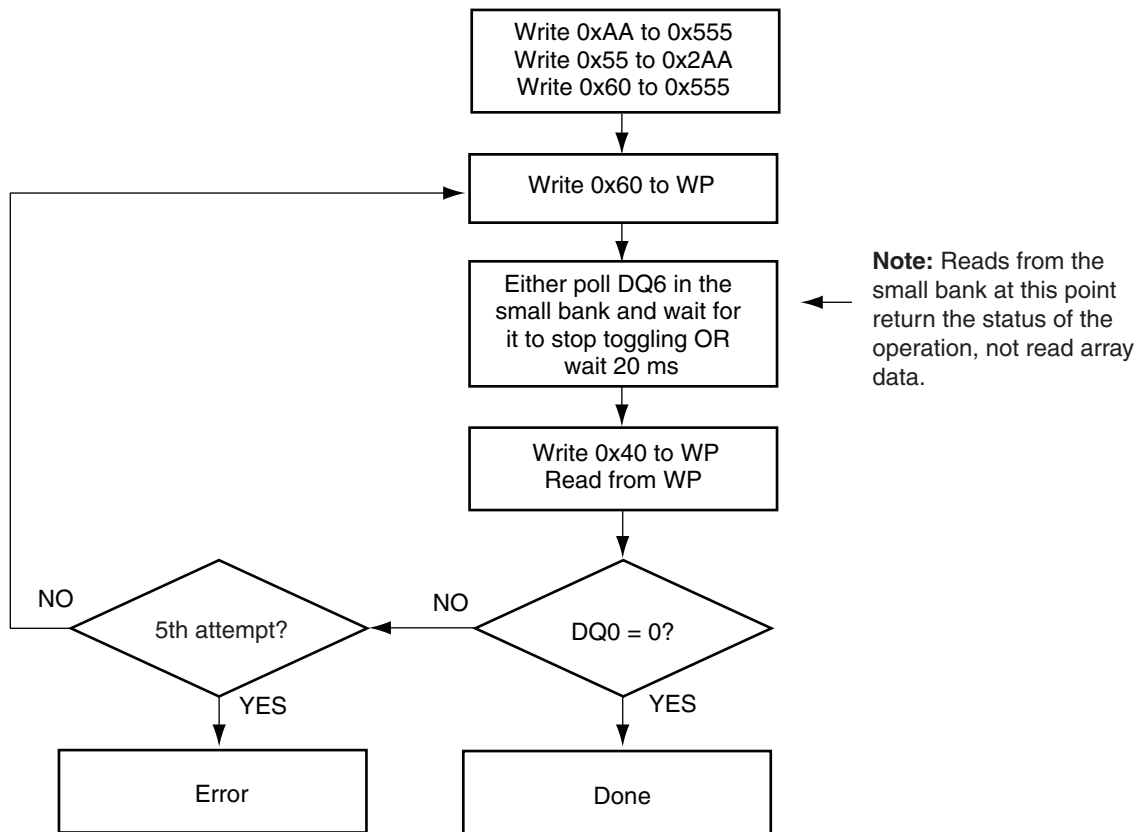 Write 0xAA to 0x555
Write 0x55 to 0x2AA
Write 0x60 to 0x555
Write 0x60 to WP
Either poll DQ6 in the
small bank and wait for
it to stop toggling OR
wait 20 ms
Note: Reads from the
small bank at this point
return the status of the
operation, not read array
data.
Write 0x40 to WP
Read from WP
DQ0 = 0?
NO
5th attempt?
NO
YES
YES
Error
Done